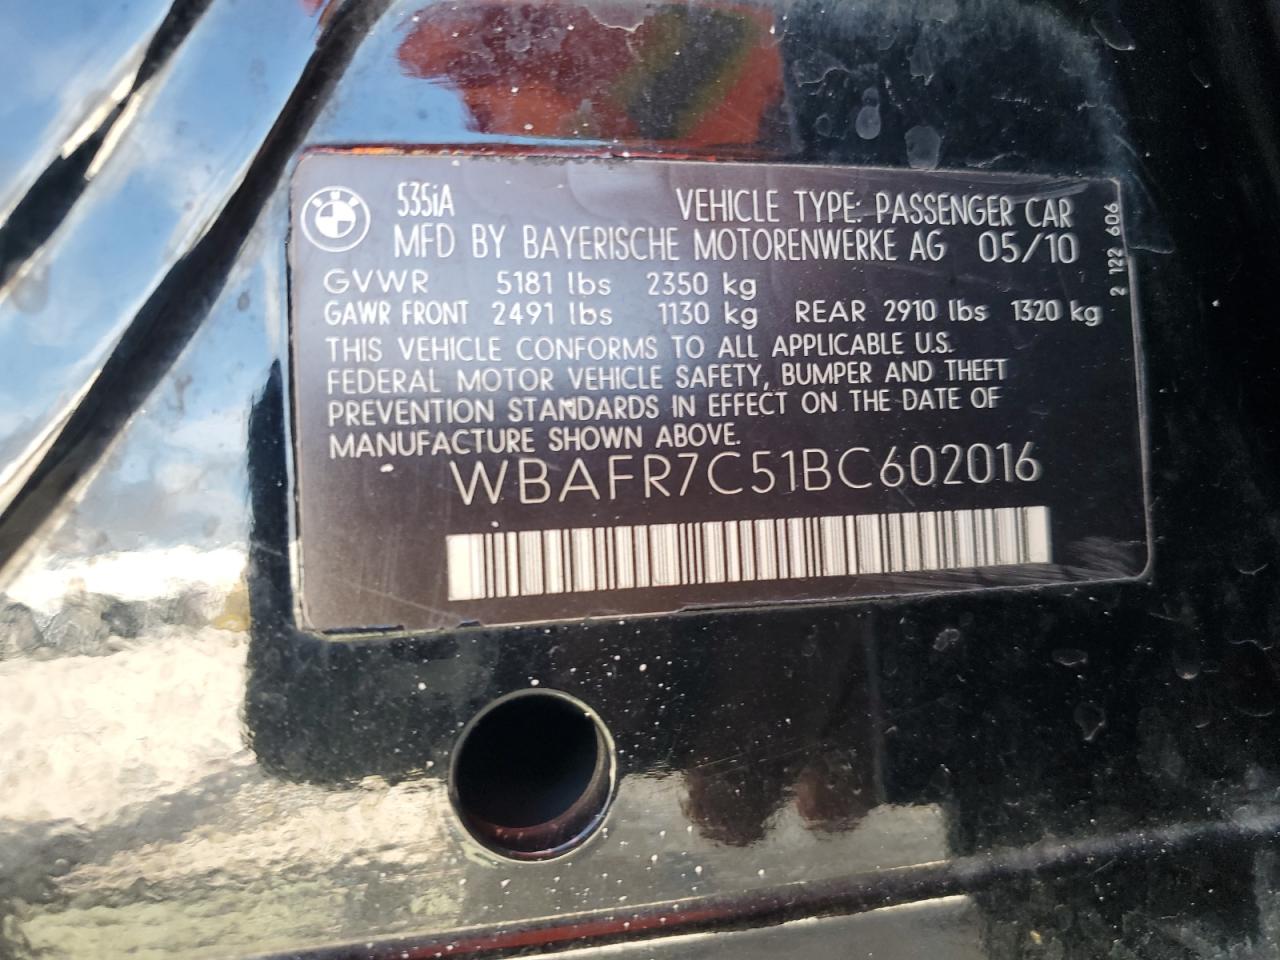 535iA VEHICLE TYPE: PASSENGER CAR
MFD BY BAYERISCHE MOTORENWERKE AG 05/10
GVWR 5181 lbs 2350 kg
GAWR FRONT 2491 lbs 1130 kg REAR 2910 lbs 1320 kg
THIS VEHICLE CONFORMS TO ALL APPLICABLE U.S.
FEDERAL MOTOR VEHICLE SAFETY, BUMPER AND THEFT
PREVENTION STANDARDS IN EFFECT ON THE DATE OF
MANUFACTURE SHOWN ABOVE.
WBAFR7C51BC602016
2 122 606